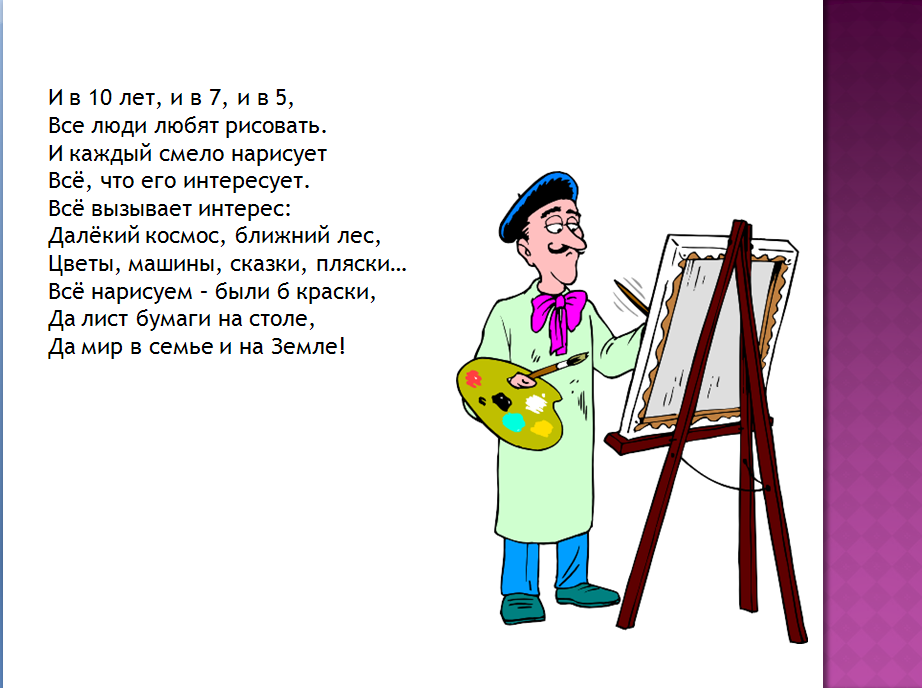 И в 10 лет, и в 7, и в 5,
Все люди любят рисовать.
И каждый смело нарисует
Всё, что его интересует.
Всё вызывает интерес:
Далёкий космос, ближний лес,
Цветы, машины, сказки, пляски…
Всё нарисуем – были б краски,
Да лист бумаги на столе,
Да мир в семье и на Земле!